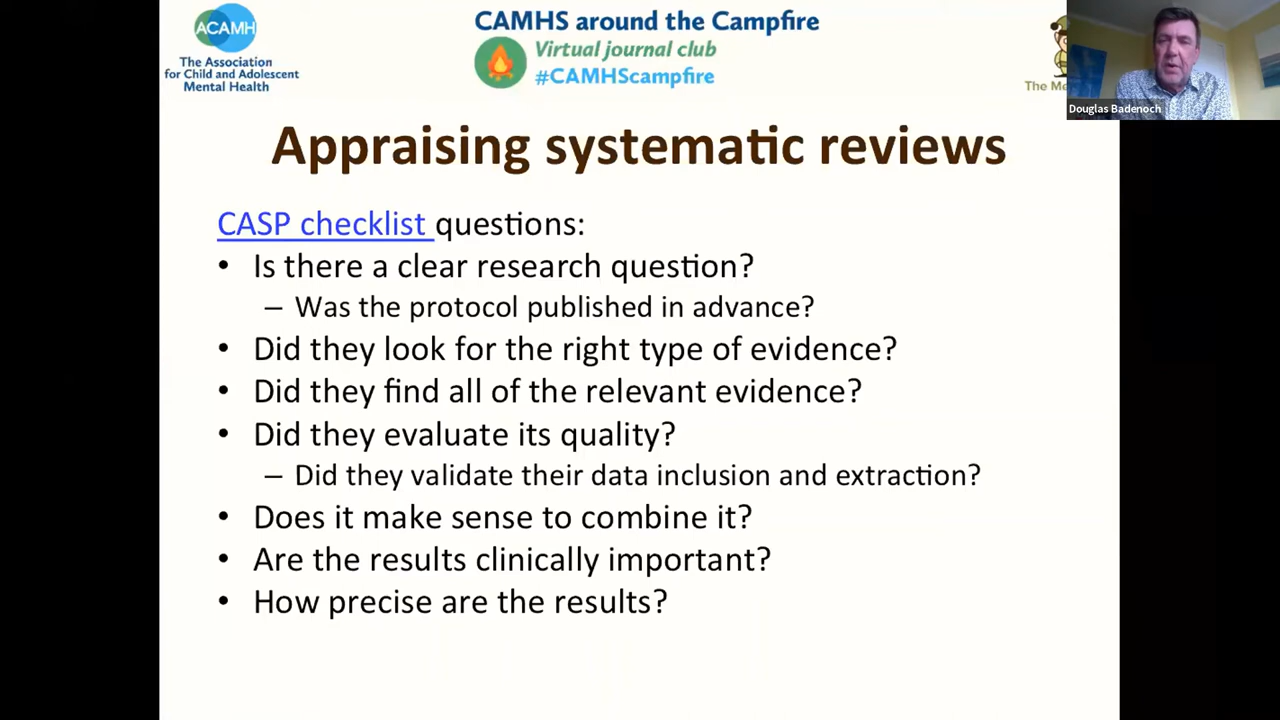 ACAMH
The Association
for Child and Adolescent
Mental Health
CAMHS around the Campfire
Virtual journal club
#CAMHScampfire
The
Douglas Badenoch
Appraising systematic reviews
CASP checklist questions:
• Is there a clear research question?
– Was the protocol published in advance?
• Did they look for the right type of evidence?
• Did they find all of the relevant evidence?
• Did they evaluate its quality?
– Did they validate their data inclusion and extraction?
• Does it make sense to combine it?
• Are the results clinically important?
• How precise are the results?